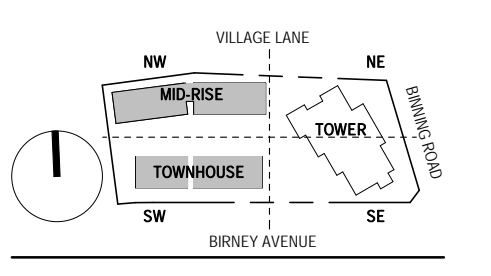 VILLAGE LANE
NW
NE
MID-RISE
BINNING ROAD
TOWER
TOWNHOUSE
SW
SE
BIRNEY AVENUE